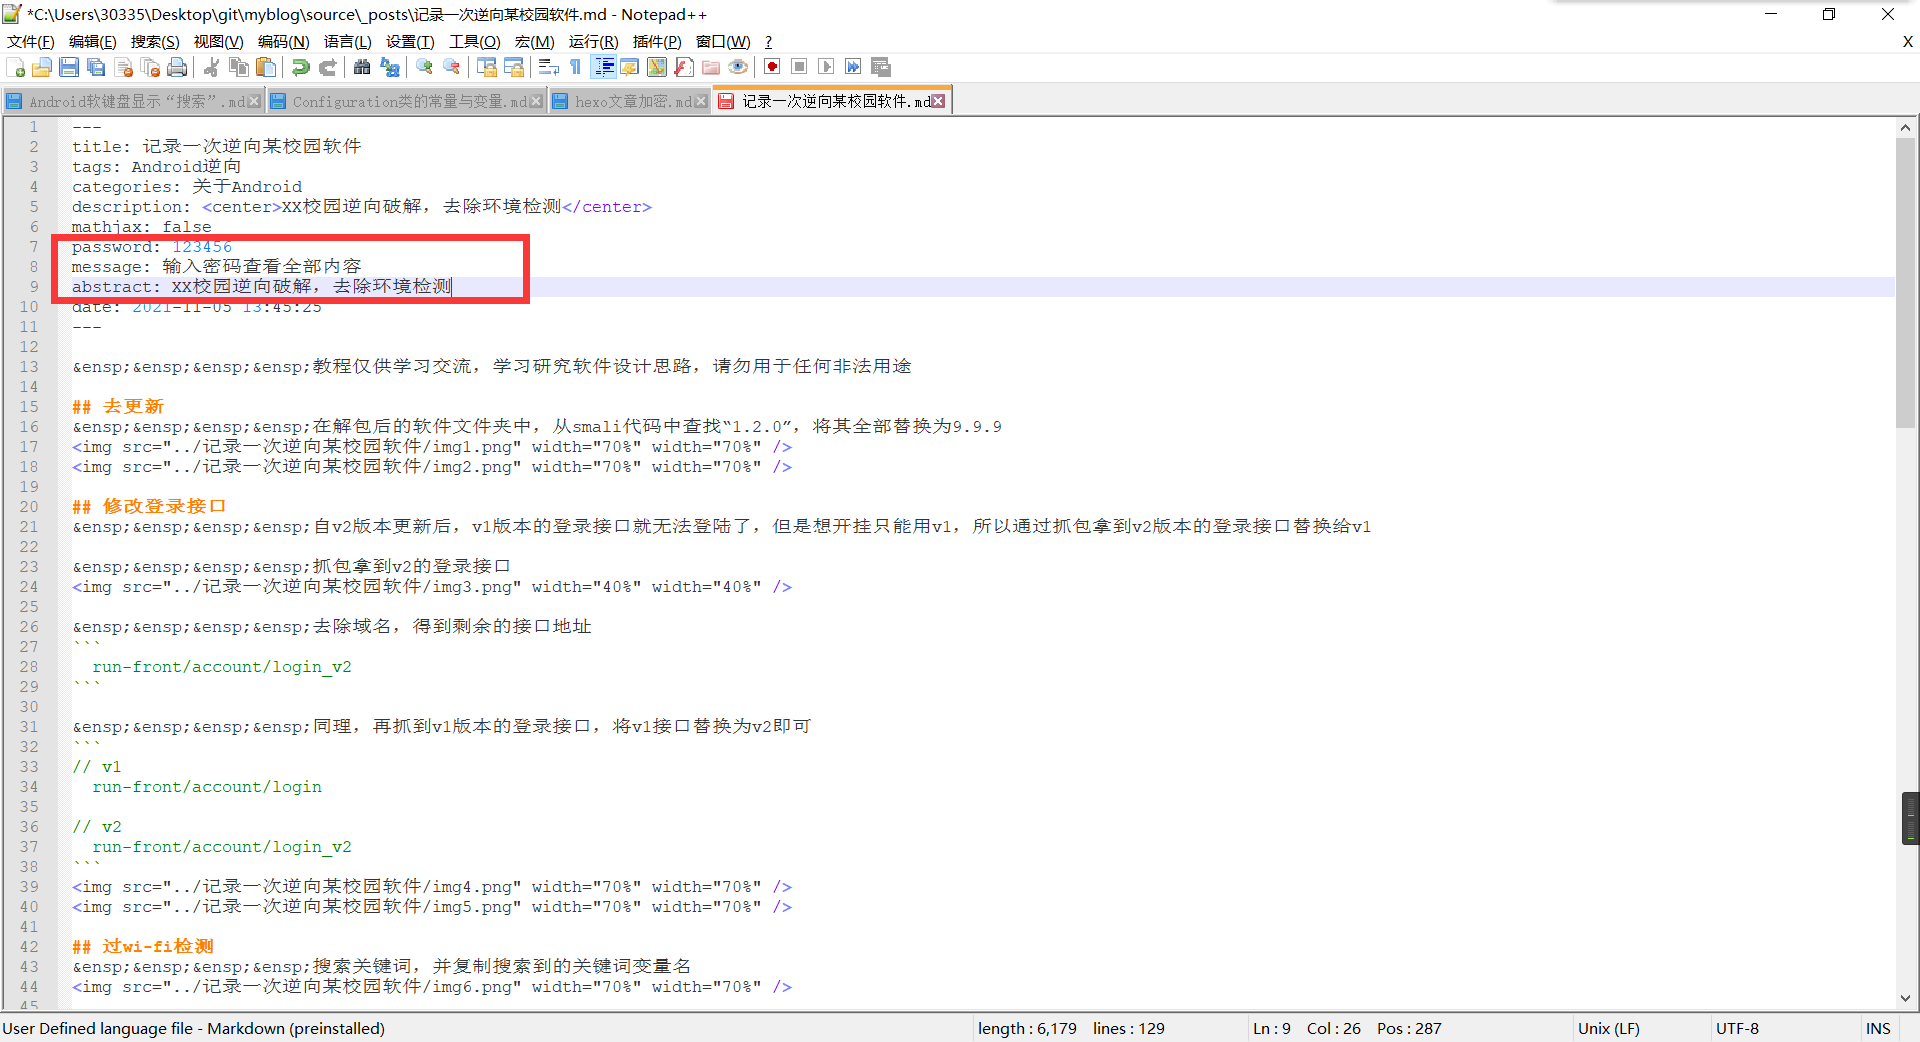 *C:\Users\30335\Desktop\git\myblog\source\_posts\记录一次逆向某校园软件.md - Notepad++
文件(F) 编辑(E) 搜索(S) 视图(V) 编码(N) 语言(L) 设置(T) 工具(O) 宏(M) 运行(R) 插件(P) 窗口(W) ? X
Android软键盘显示“搜索”.md Configuration类的常量与变量.md hexo文章加密.md 记录一次逆向某校园软件.md
1 ---
2 title: 记录一次逆向某校园软件
3 tags: Android逆向
4 categories: 关于Android
5 description: <center>XX校园逆向破解，去除环境检测</center>
6 mathjax: false
7 password: 123456
8 message: 输入密码查看全部内容
9 abstract: XX校园逆向破解，去除环境检测
10 date: 2021-11-05 13:45:25
11 ---
12
13 &ensp;&ensp;&ensp;&ensp;教程仅供学习交流，学习研究软件设计思路，请勿用于任何非法用途
14
15 ## 去更新
16 &ensp;&ensp;&ensp;&ensp;在解包后的软件文件夹中，从smali代码中查找“1.2.0”，将其全部替换为9.9.9
17 <img src="../记录一次逆向某校园软件/img1.png" width="70%" width="70%" />
18 <img src="../记录一次逆向某校园软件/img2.png" width="70%" width="70%" />
19
20 ## 修改登录接口
21 &ensp;&ensp;&ensp;&ensp;自v2版本更新后，v1版本的登录接口就无法登陆了，但是想开挂只能用v1，所以通过抓包拿到v2版本的登录接口替换给v1
22
23 &ensp;&ensp;&ensp;&ensp;抓包拿到v2的登录接口
24 <img src="../记录一次逆向某校园软件/img3.png" width="40%" width="40%" />
25
26 &ensp;&ensp;&ensp;&ensp;去除域名，得到剩余的接口地址
27 ```
28 run-front/account/login_v2
29 ```
30
31 &ensp;&ensp;&ensp;&ensp;同理，再抓到v1版本的登录接口，将v1接口替换为v2即可
32 ```
33 // v1
34 run-front/account/login
35
36 // v2
37 run-front/account/login_v2
38 ```
39 <img src="../记录一次逆向某校园软件/img4.png" width="70%" width="70%" />
40 <img src="../记录一次逆向某校园软件/img5.png" width="70%" width="70%" />
41
42 ## 过wi-fi检测
43 &ensp;&ensp;&ensp;&ensp;搜索关键词，并复制搜索到的关键词变量名
44 <img src="../记录一次逆向某校园软件/img6.png" width="70%" width="70%" />
45
User Defined language file - Markdown (preinstalled) length : 6,179 lines : 129 Ln : 9 Col : 26 Pos : 287 Unix (LF) UTF-8 INS